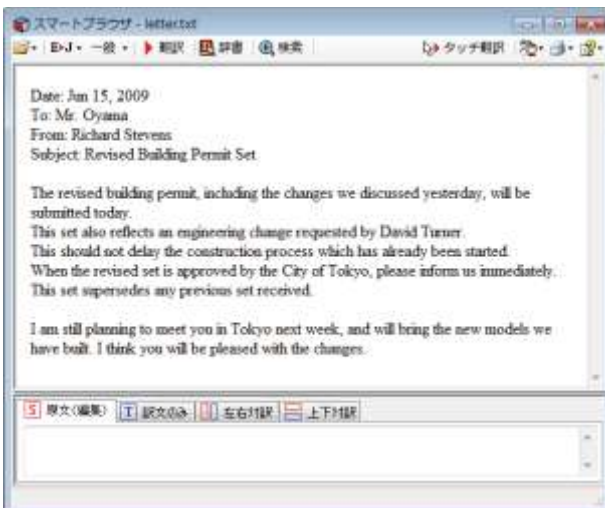 スマートブラウザ - letter.txt
E>J 一般 翻訳 辞書 検索 タッチ翻訳
Date: Jun 15, 2009
To: Mr. Oyama
From: Richard Stevens
Subject: Revised Building Permit Set
The revised building permit, including the changes we discussed yesterday, will be
submitted today.
This set also reflects an engineering change requested by David Turner.
This should not delay the construction process which has already been started.
When the revised set is approved by the City of Tokyo, please inform us immediately.
This set supersedes any previous set received.
I am still planning to meet you in Tokyo next week, and will bring the new models we
have built. I think you will be pleased with the changes.
S 原文(編集) T 訳文のみ 左右対訳 上下対訳